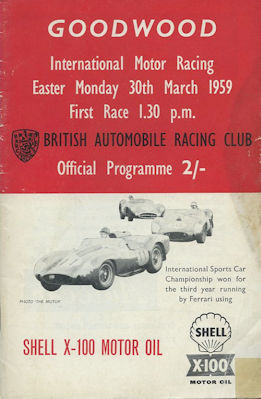 GOODWOOD
International Motor Racing
Easter Monday 30th March 1959
First Race 1.30 p.m.
BRITISH AUTOMOBILE RACING CLUB
Official Programme 2/-
International Sports Car
Championship won for
the third year running
by Ferrari using
PHOTO "THE MOTOR"
SHELL X-100 MOTOR OIL
SHELL
X-100
MOTOR OIL